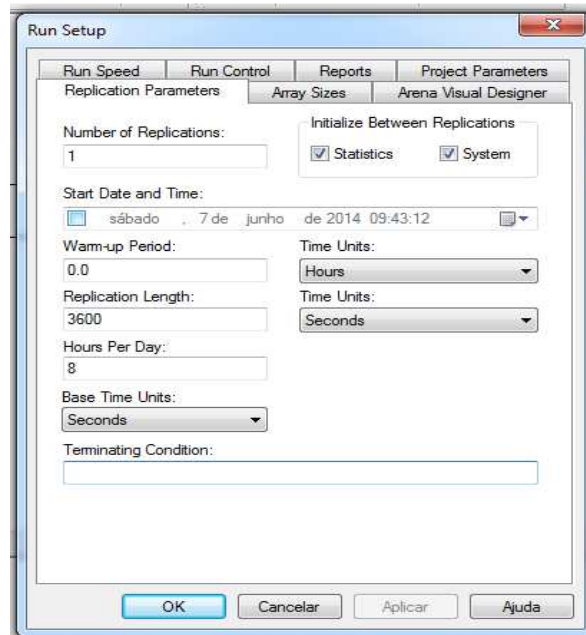 Run Setup
Run Speed Run Control Reports Project Parameters
Replication Parameters Array Sizes Arena Visual Designer
Number of Replications:
1
Initialize Between Replications
Statistics System
Start Date and Time:
sábado , 7 de junho de 2014 09:43:12
Warm-up Period: Time Units:
0.0 Hours
Replication Length: Time Units:
3600 Seconds
Hours Per Day:
8
Base Time Units:
Seconds
Terminating Condition:
OK Cancelar Aplicar Ajuda